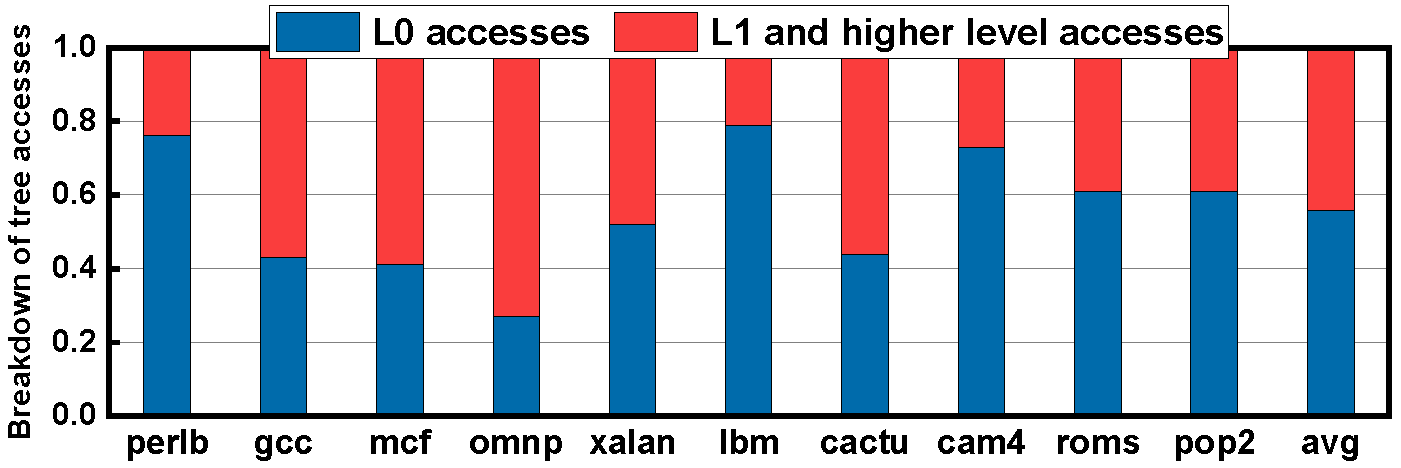 L0 accesses L1 and higher level accesses
Breakdown of tree accesses
1.0
0.8
0.6
0.4
0.2
0.0
perlb gcc mcf omnp xalan lbm cactu cam4 roms pop2 avg